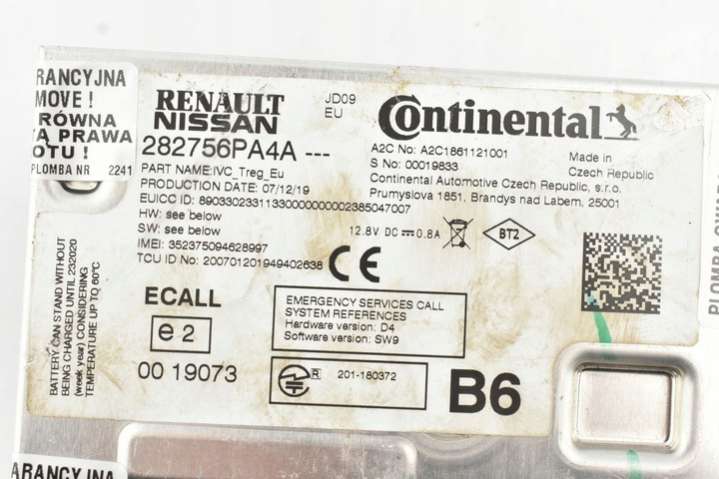 RANCYJNA
MOVE !
RÓWNA
A PRAWA
OTU !
PLOMBA NR 2241
RENAULT
NISSAN
JD09
EU
Continental
282756PA4A ---
PART NAME:IVC_Treg_Eu
PRODUCTION DATE: 07/12/19
EUICC ID: 89033023311330000000002385047007
HW: see below
SW: see below
IMEI: 352375094628997
TCU ID No: 200701201949402638
A2C No: A2C1861121001
S No: 00019833
Made in
Czech Republic
Continental Automotive Czech Republic, s.r.o.
Prumyslova 1851, Brandys nad Labem, 25001
12.8V DC 0.8A
BT2
CE
BATTERY CAN STAND WITHOUT
BEING CHARGED UNTIL 232020
(week year) CONSIDERING
TEMPERATURE UP TO 60°C
ECALL
e2
00 19073
EMERGENCY SERVICES CALL
SYSTEM REFERENCES
Hardware version: D4
Software version: SW9
R 201-180372
B6
ARANCYJNA